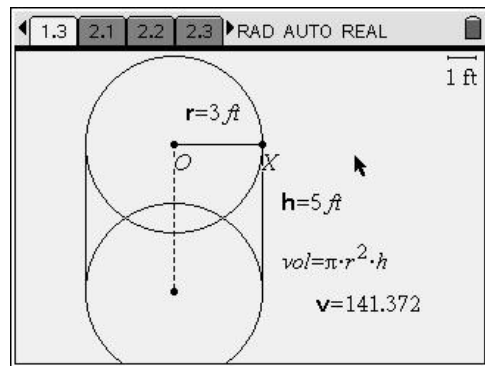 1.3 2.1 2.2 2.3 RAD AUTO REAL
1 ft
r=3 ft
O X
h=5 ft
vol=π·r²·h
v=141.372